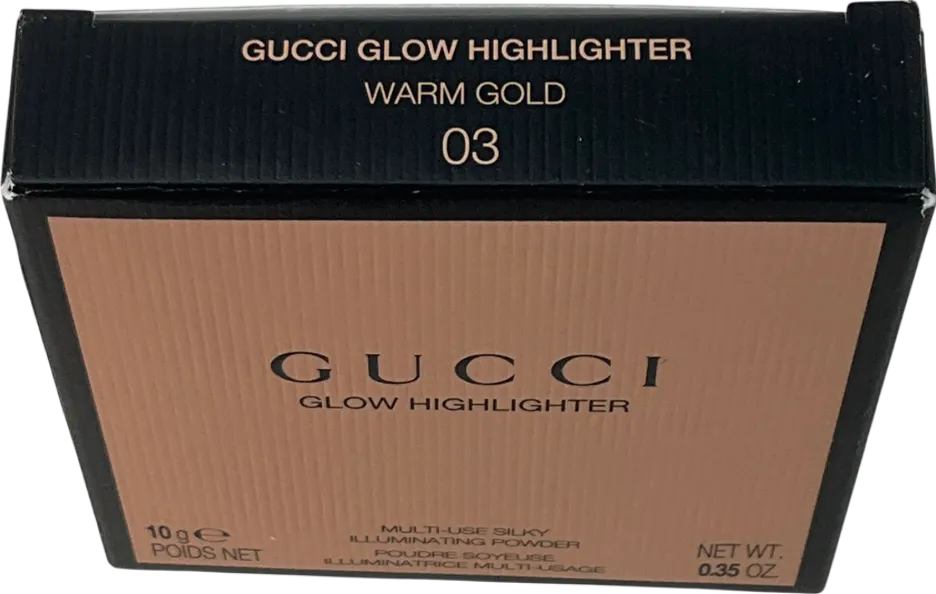 GUCCI GLOW HIGHLIGHTER
WARM GOLD
03
GUCCI
GLOW HIGHLIGHTER
10 g ℮
POIDS NET
MULTI-USE SILKY
ILLUMINATING POWDER
POUDRE SOYEUSE
ILLUMINATRICE MULTI-USAGE
NET WT.
0.35 OZ